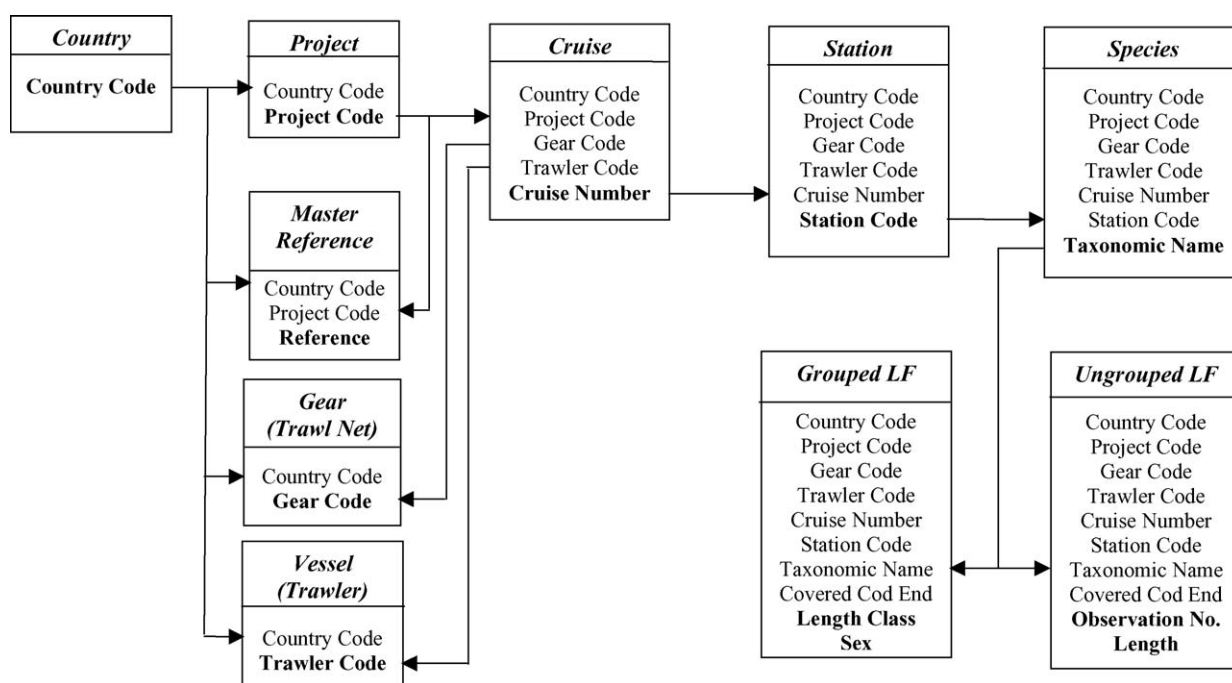 Country
Country Code
Project
Country Code
Project Code
Master
Reference
Country Code
Project Code
Reference
Gear
(Trawl Net)
Country Code
Gear Code
Vessel
(Trawler)
Country Code
Trawler Code
Cruise
Country Code
Project Code
Gear Code
Trawler Code
Cruise Number
Station
Country Code
Project Code
Gear Code
Trawler Code
Cruise Number
Station Code
Species
Country Code
Project Code
Gear Code
Trawler Code
Cruise Number
Station Code
Taxonomic Name
Grouped LF
Country Code
Project Code
Gear Code
Trawler Code
Cruise Number
Station Code
Taxonomic Name
Covered Cod End
Length Class
Sex
Ungrouped LF
Country Code
Project Code
Gear Code
Trawler Code
Cruise Number
Station Code
Taxonomic Name
Covered Cod End
Observation No.
Length